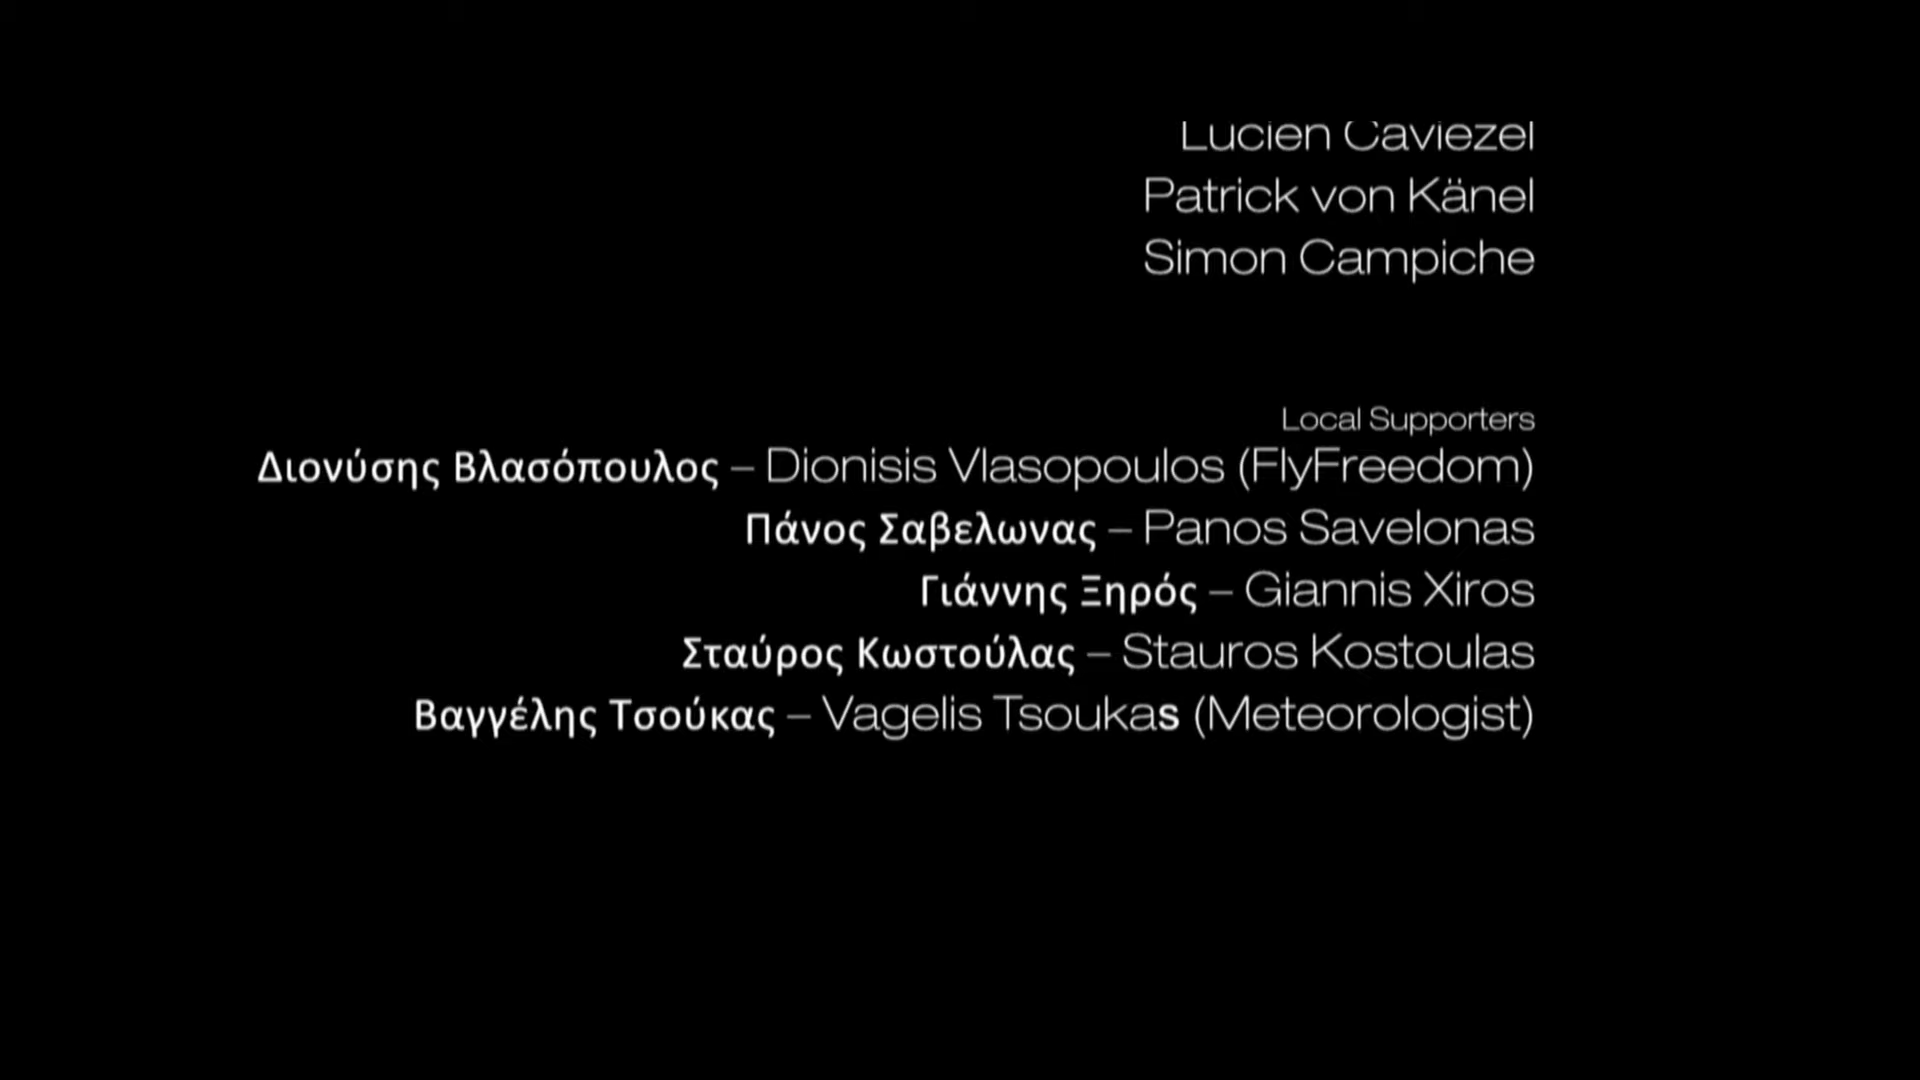 Lucien Caviezel
Patrick von Känel
Simon Campiche
Local Supporters
Διονύσης Βλασόπουλος – Dionisis Vlasopoulos (FlyFreedom)
Πάνος Σαβελωνας – Panos Savelonas
Γιάννης Ξηρός – Giannis Xiros
Σταύρος Κωστούλας – Stauros Kostoulas
Βαγγέλης Τσούκας – Vagelis Tsoukas (Meteorologist)